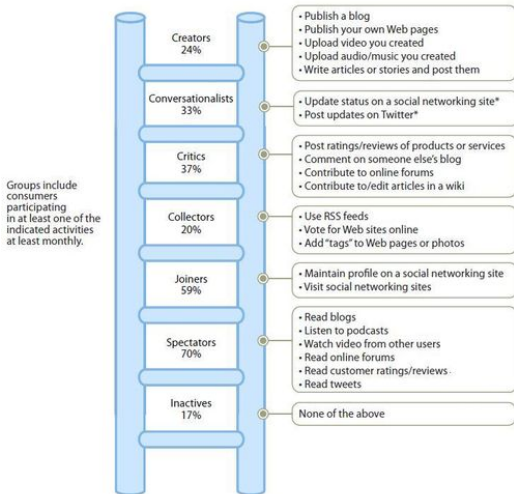 Groups include
consumers
participating
in at least one of the
indicated activities
at least monthly.
Creators
24%
• Publish a blog
• Publish your own Web pages
• Upload video you created
• Upload audio/music you created
• Write articles or stories and post them
Conversationalists
33%
• Update status on a social networking site*
• Post updates on Twitter*
Critics
37%
• Post ratings/reviews of products or services
• Comment on someone else's blog
• Contribute to online forums
• Contribute to/edit articles in a wiki
Collectors
20%
• Use RSS feeds
• Vote for Web sites online
• Add "tags" to Web pages or photos
Joiners
59%
• Maintain profile on a social networking site
• Visit social networking sites
Spectators
70%
• Read blogs
• Listen to podcasts
• Watch video from other users
• Read online forums
• Read customer ratings/reviews
• Read tweets
Inactives
17%
None of the above